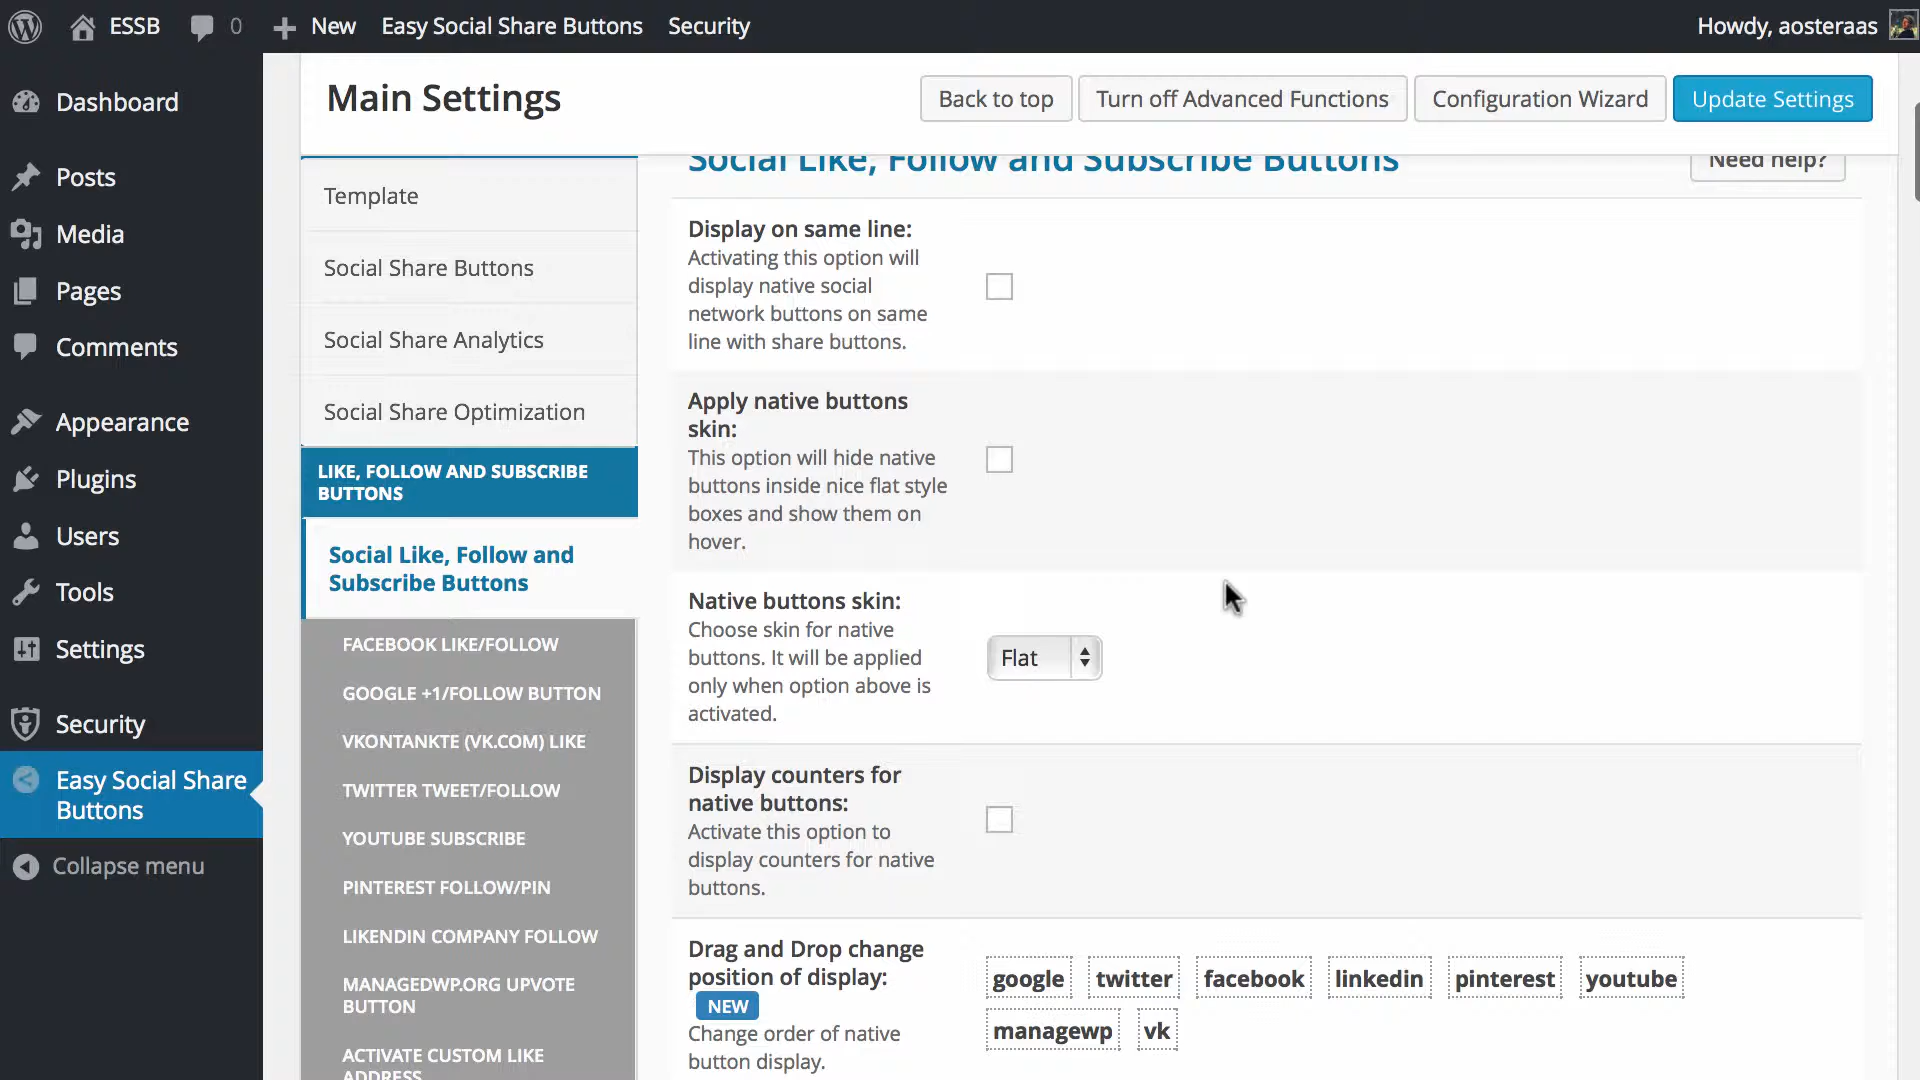 ESSB 0 New Easy Social Share Buttons Security Howdy, aosteraas
Dashboard
Posts
Media
Pages
Comments
Appearance
Plugins
Users
Tools
Settings
Security
Easy Social Share
Buttons
Collapse menu
Main Settings
Back to top
Turn off Advanced Functions
Configuration Wizard
Update Settings
Template
Social Share Buttons
Social Share Analytics
Social Share Optimization
LIKE, FOLLOW AND SUBSCRIBE
BUTTONS
Social Like, Follow and
Subscribe Buttons
FACEBOOK LIKE/FOLLOW
GOOGLE +1/FOLLOW BUTTON
VKONTANKTE (VK.COM) LIKE
TWITTER TWEET/FOLLOW
YOUTUBE SUBSCRIBE
PINTEREST FOLLOW/PIN
LIKENDIN COMPANY FOLLOW
MANAGEDWP.ORG UPVOTE
BUTTON
ACTIVATE CUSTOM LIKE
ADDRESS
Social Like, Follow and Subscribe Buttons
Need help?
Display on same line:
Activating this option will
display native social
network buttons on same
line with share buttons.
Apply native buttons
skin:
This option will hide native
buttons inside nice flat style
boxes and show them on
hover.
Native buttons skin:
Choose skin for native
buttons. It will be applied
only when option above is
activated.
Flat
Display counters for
native buttons:
Activate this option to
display counters for native
buttons.
Drag and Drop change
position of display:
NEW
Change order of native
button display.
google twitter facebook linkedin pinterest youtube
managewp vk